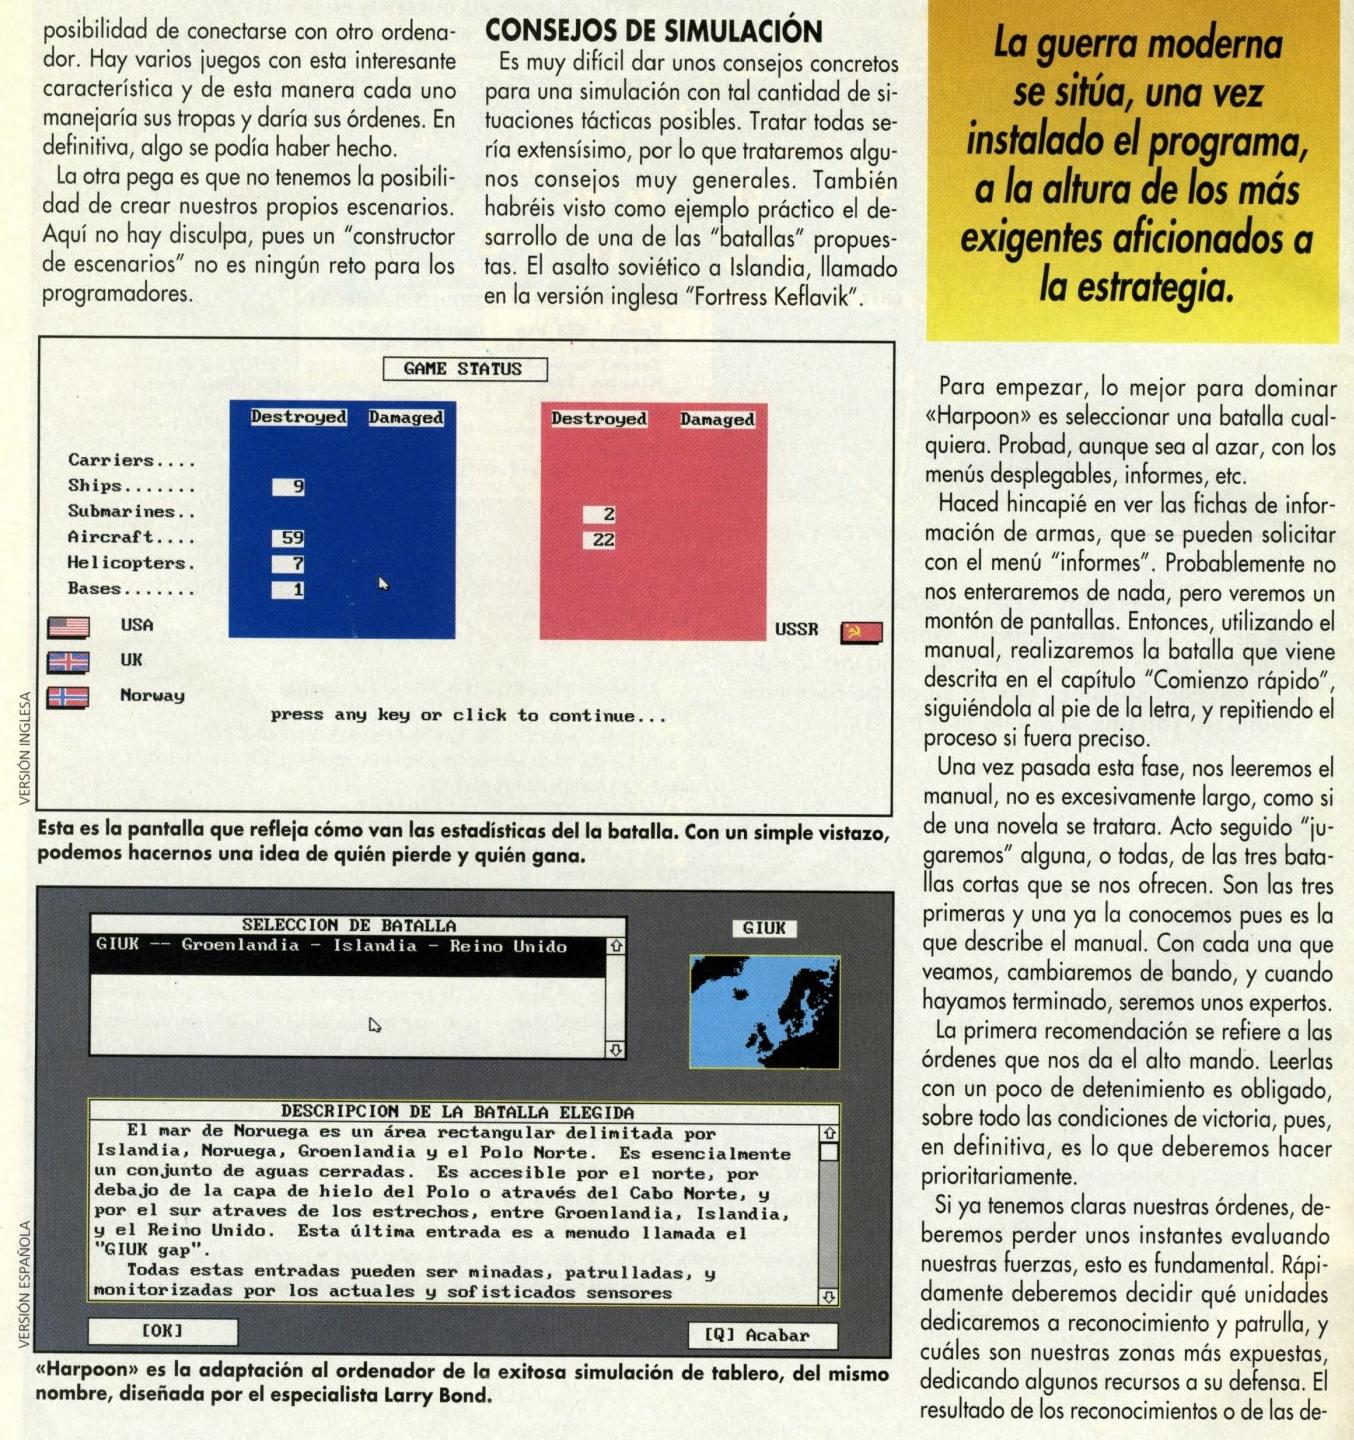 posibilidad de conectarse con otro ordena-
dor. Hay varios juegos con esta interesante
característica y de esta manera cada uno
manejaría sus tropas y daría sus órdenes. En
definitiva, algo se podía haber hecho.
La otra pega es que no tenemos la posibili-
dad de crear nuestros propios escenarios.
Aquí no hay disculpa, pues un "constructor
de escenarios" no es ningún reto para los
programadores.
CONSEJOS DE SIMULACIÓN
Es muy difícil dar unos consejos concretos
para una simulación con tal cantidad de si-
tuaciones tácticas posibles. Tratar todas se-
ría extensísimo, por lo que trataremos algu-
nos consejos muy generales. También
habréis visto como ejemplo práctico el de-
sarrollo de una de las "batallas" propues-
tas. El asalto soviético a Islandia, llamado
en la versión inglesa "Fortress Keflavik".
La guerra moderna
se sitúa, una vez
instalado el programa,
a la altura de los más
exigentes aficionados a
la estrategia.
GAME STATUS
Destroyed Damaged
Destroyed Damaged
Carriers....
Ships....... 9
Submarines.. 2
Aircraft.... 59 22
Helicopters. 7
Bases....... 1
USA
USSR
UK
Norway
press any key or click to continue...
VERSIÓN INGLESA
Esta es la pantalla que refleja cómo van las estadísticas del la batalla. Con un simple vistazo,
podemos hacernos una idea de quién pierde y quién gana.
SELECCION DE BATALLA
GIUK -- Groenlandia - Islandia - Reino Unido
GIUK
DESCRIPCION DE LA BATALLA ELEGIDA
El mar de Noruega es un área rectangular delimitada por
Islandia, Noruega, Groenlandia y el Polo Norte. Es esencialmente
un conjunto de aguas cerradas. Es accesible por el norte, por
debajo de la capa de hielo del Polo o através del Cabo Norte, y
por el sur atraves de los estrechos, entre Groenlandia, Islandia,
y el Reino Unido. Esta última entrada es a menudo llamada el
"GIUK gap".
Todas estas entradas pueden ser minadas, patrulladas, y
monitorizadas por los actuales y sofisticados sensores
[OK]
[Q] Acabar
VERSIÓN ESPAÑOLA
«Harpoon» es la adaptación al ordenador de la exitosa simulación de tablero, del mismo
nombre, diseñada por el especialista Larry Bond.
Para empezar, lo mejor para dominar
«Harpoon» es seleccionar una batalla cual-
quiera. Probad, aunque sea al azar, con los
menús desplegables, informes, etc.
Haced hincapié en ver las fichas de infor-
mación de armas, que se pueden solicitar
con el menú "informes". Probablemente no
nos enteraremos de nada, pero veremos un
montón de pantallas. Entonces, utilizando el
manual, realizaremos la batalla que viene
descrita en el capítulo "Comienzo rápido",
siguiéndola al pie de la letra, y repitiendo el
proceso si fuera preciso.
Una vez pasada esta fase, nos leeremos el
manual, no es excesivamente largo, como si
de una novela se tratara. Acto seguido "ju-
garemos" alguna, o todas, de las tres bata-
llas cortas que se nos ofrecen. Son las tres
primeras y una ya la conocemos pues es la
que describe el manual. Con cada una que
veamos, cambiaremos de bando, y cuando
hayamos terminado, seremos unos expertos.
La primera recomendación se refiere a las
órdenes que nos da el alto mando. Leerlas
con un poco de detenimiento es obligado,
sobre todo las condiciones de victoria, pues,
en definitiva, es lo que deberemos hacer
prioritariamente.
Si ya tenemos claras nuestras órdenes, de-
beremos perder unos instantes evaluando
nuestras fuerzas, esto es fundamental. Rápi-
damente deberemos decidir qué unidades
dedicaremos a reconocimiento y patrulla, y
cuáles son nuestras zonas más expuestas,
dedicando algunos recursos a su defensa. El
resultado de los reconocimientos o de las de-